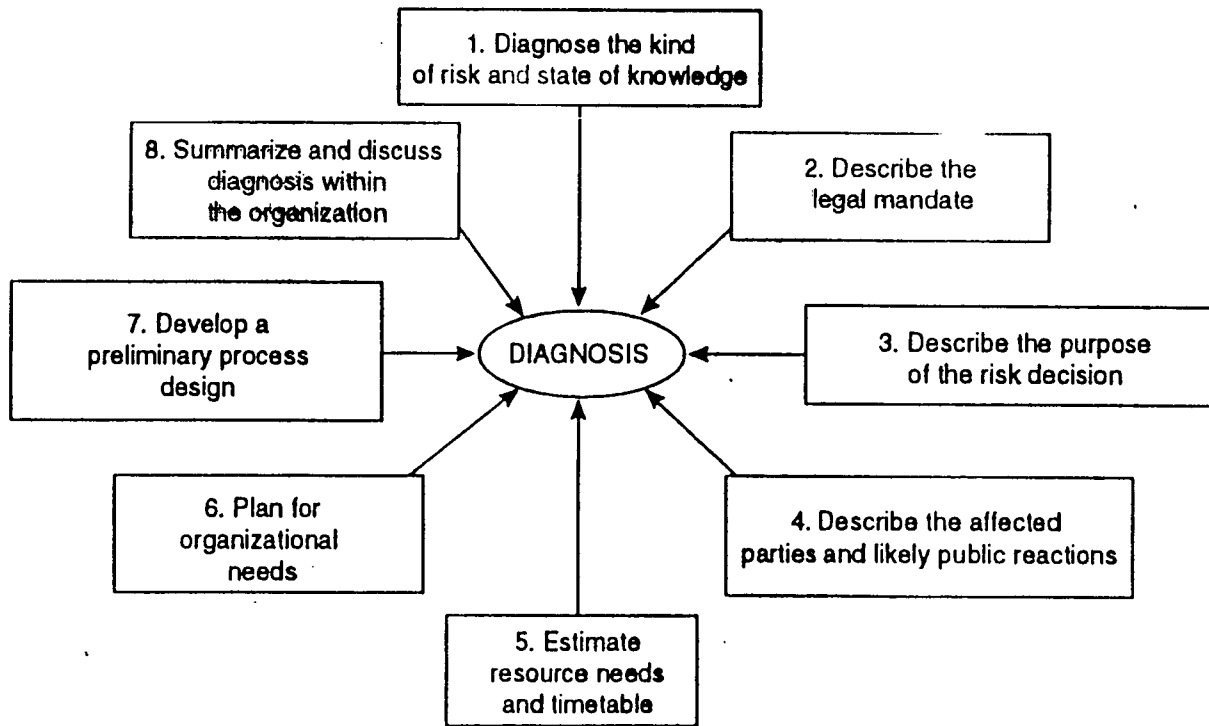 1. Diagnose the kind
of risk and state of knowledge
2. Describe the
legal mandate
3. Describe the purpose
of the risk decision
4. Describe the affected
parties and likely public reactions
5. Estimate
resource needs
and timetable
6. Plan for
organizational
needs
7. Develop a
preliminary process
design
8. Summarize and discuss
diagnosis within
the organization
DIAGNOSIS